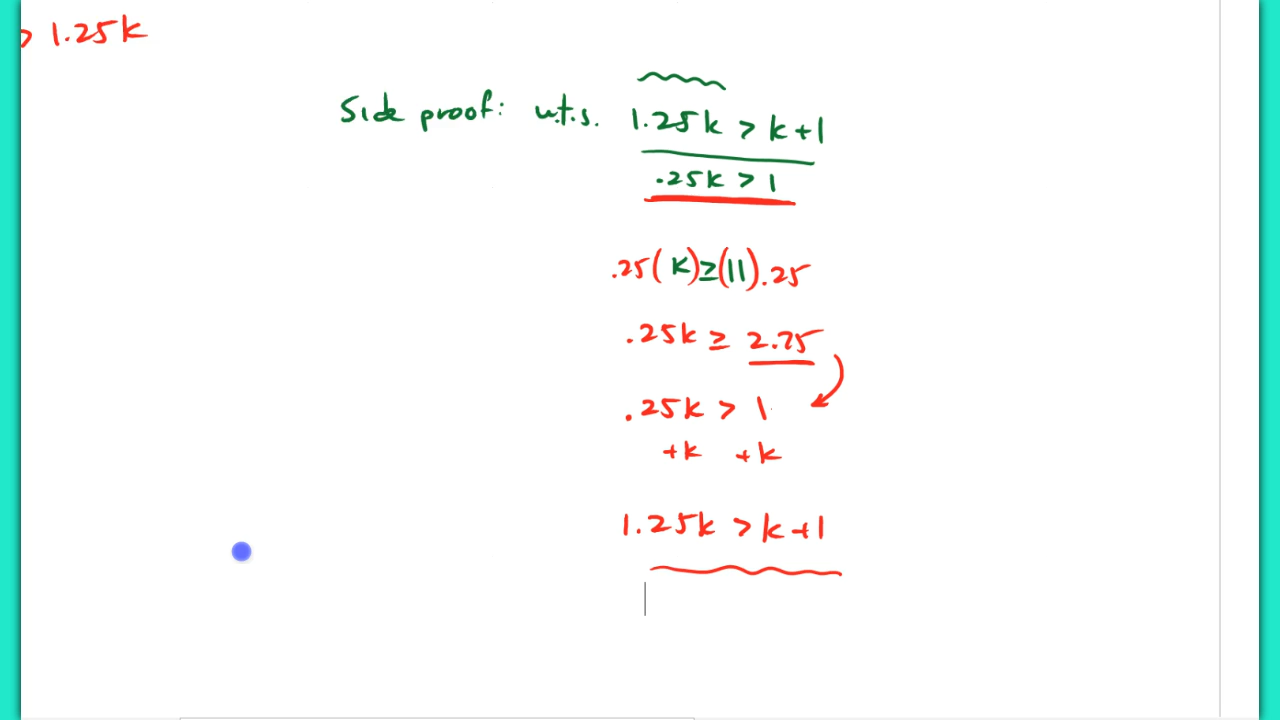 > 1.25k
Side proof: w.t.s. 1.25k > k+1
.25k > 1
.25(k)≥(11).25
.25k ≥ 2.75
.25k > 1
+k +k
1.25k > k+1